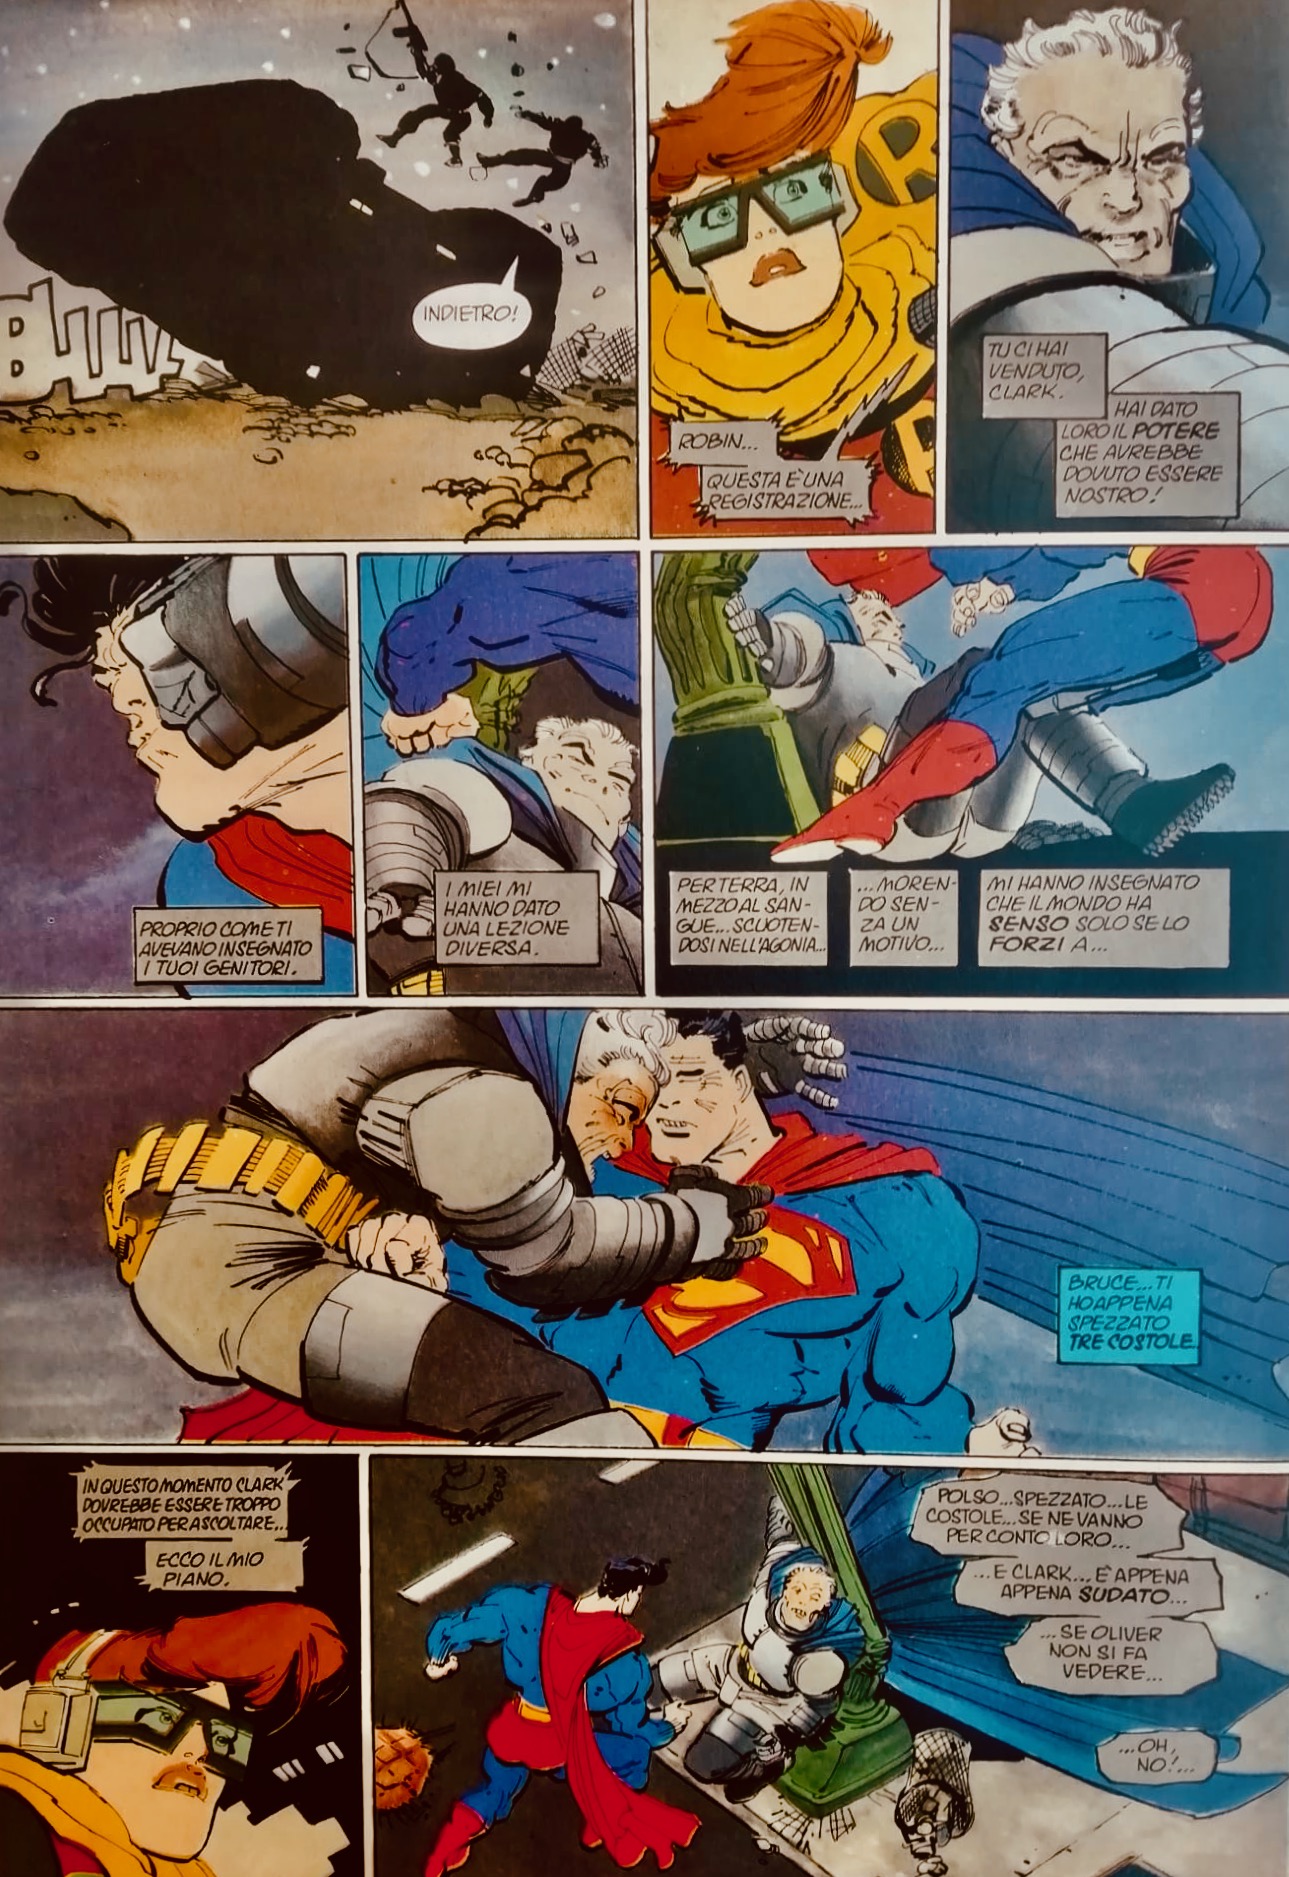 INDIETRO!
R
ROBIN...
QUESTA È UNA
REGISTRAZIONE...
TU CI HAI
VENDUTO,
CLARK.
HAI DATO
LORO IL POTERE
CHE AVREBBE
DOVUTO ESSERE
NOSTRO!
PROPRIO COME TI
AVEVANO INSEGNATO
I TUOI GENITORI.
I MIEI MI
HANNO DATO
UNA LEZIONE
DIVERSA.
PER TERRA, IN
MEZZO AL SAN-
GUE... SCUOTEN-
DOSI NELL'AGONIA...
...MOREN-
DO SEN-
ZA UN
MOTIVO...
MI HANNO INSEGNATO
CHE IL MONDO HA
SENSO SOLO SE LO
FORZI A...
BRUCE... TI
HO APPENA
SPEZZATO
TRE COSTOLE.
IN QUESTO MOMENTO CLARK
DOVREBBE ESSERE TROPPO
OCCUPATO PER ASCOLTARE...
ECCO IL MIO
PIANO.
POLSO...SPEZZATO...LE
COSTOLE...SE NE VANNO
PER CONTO LORO...
...E CLARK... È APPENA
APPENA SUDATO...
...SE OLIVER
NON SI FA
VEDERE...
...OH,
NO!...